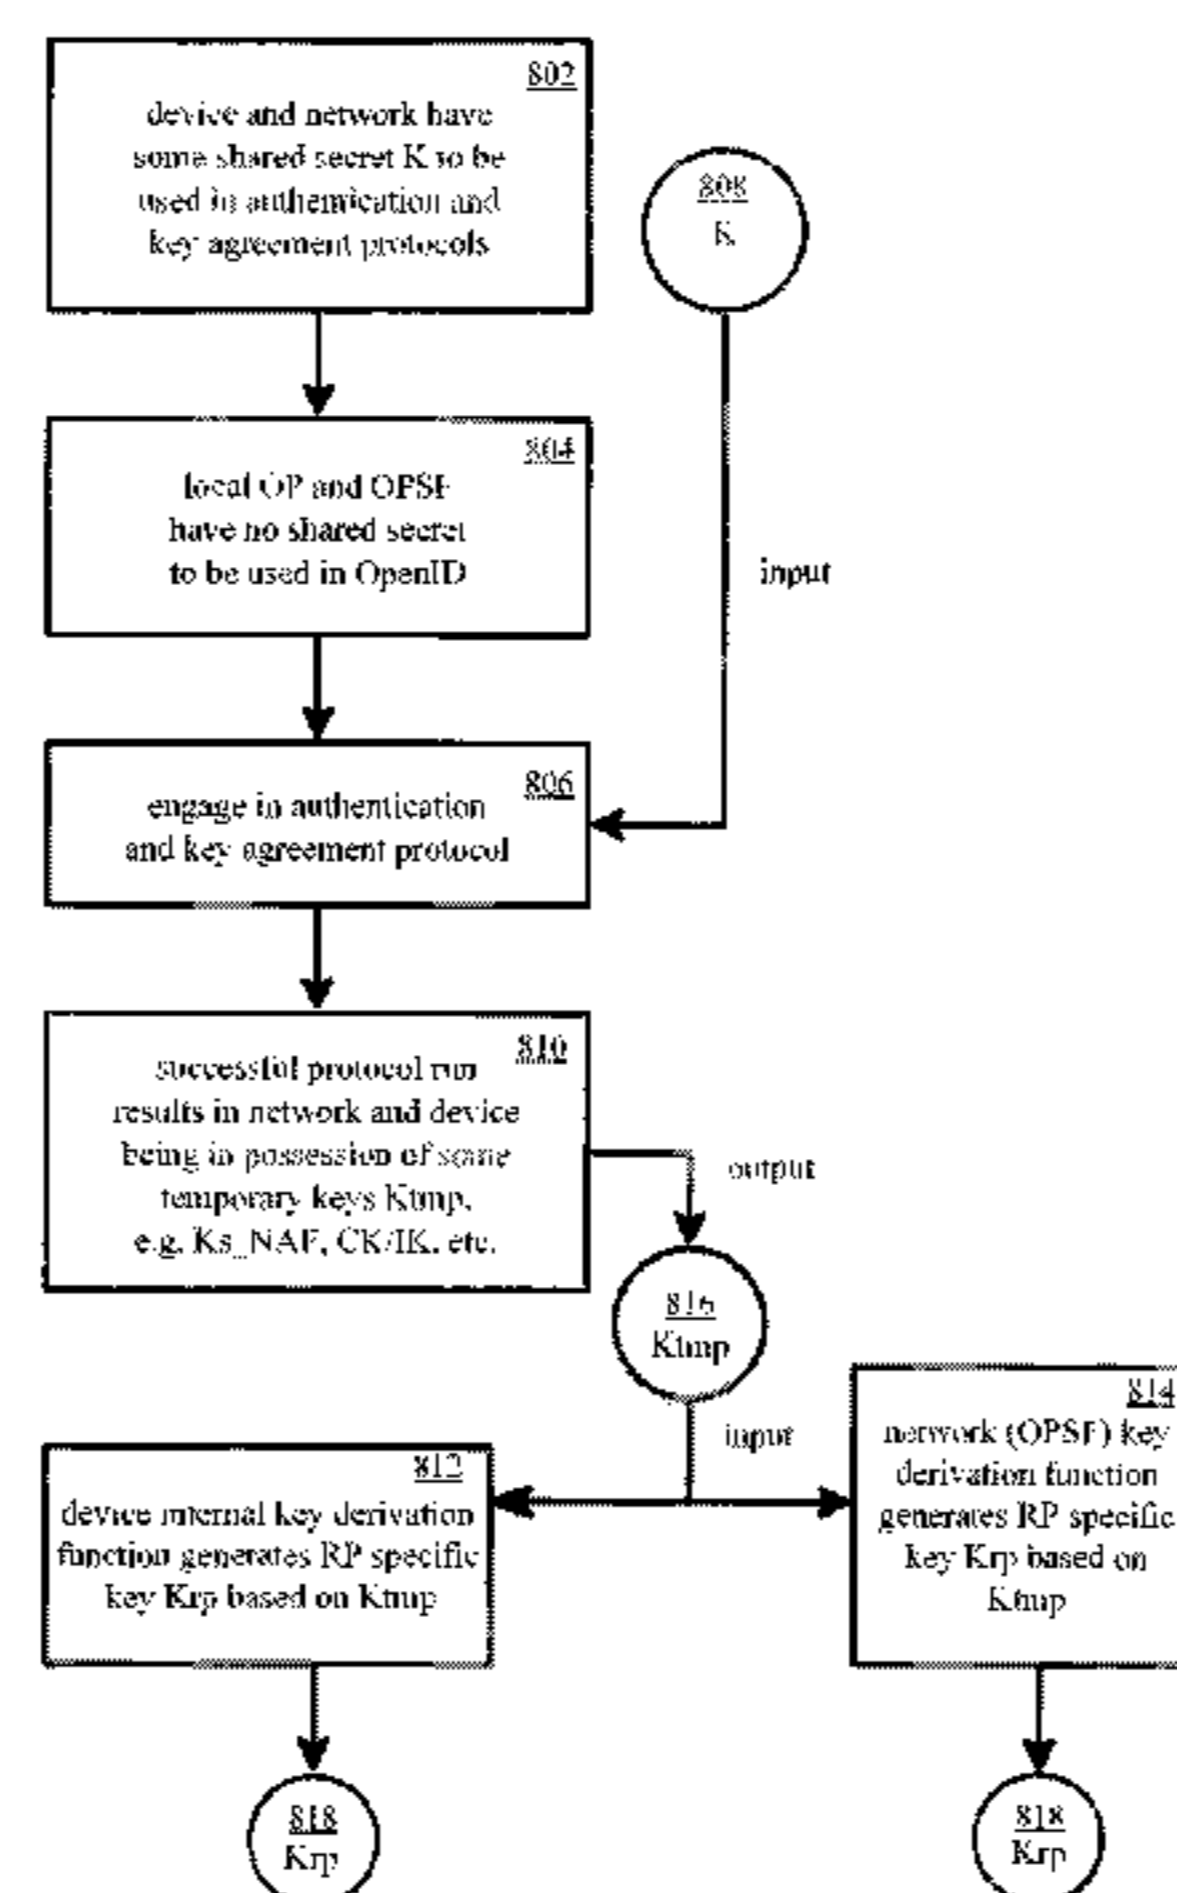 802
device and network have
some shared secret K to be
used in authentication and
key agreement protocols
808
K
804
local OP and OPSF
have no shared secret
to be used in OpenID
input
806
engage in authentication
and key agreement protocol
810
successful protocol run
results in network and device
being in possession of some
temporary keys Ktmp,
e.g. Ks_NAF, CK/IK, etc.
output
816
Ktmp
input
812
device internal key derivation
function generates RP specific
key Krp based on Ktmp
814
network (OPSF) key
derivation function
generates RP specific
key Krp based on
Ktmp
818
Krp
818
Krp